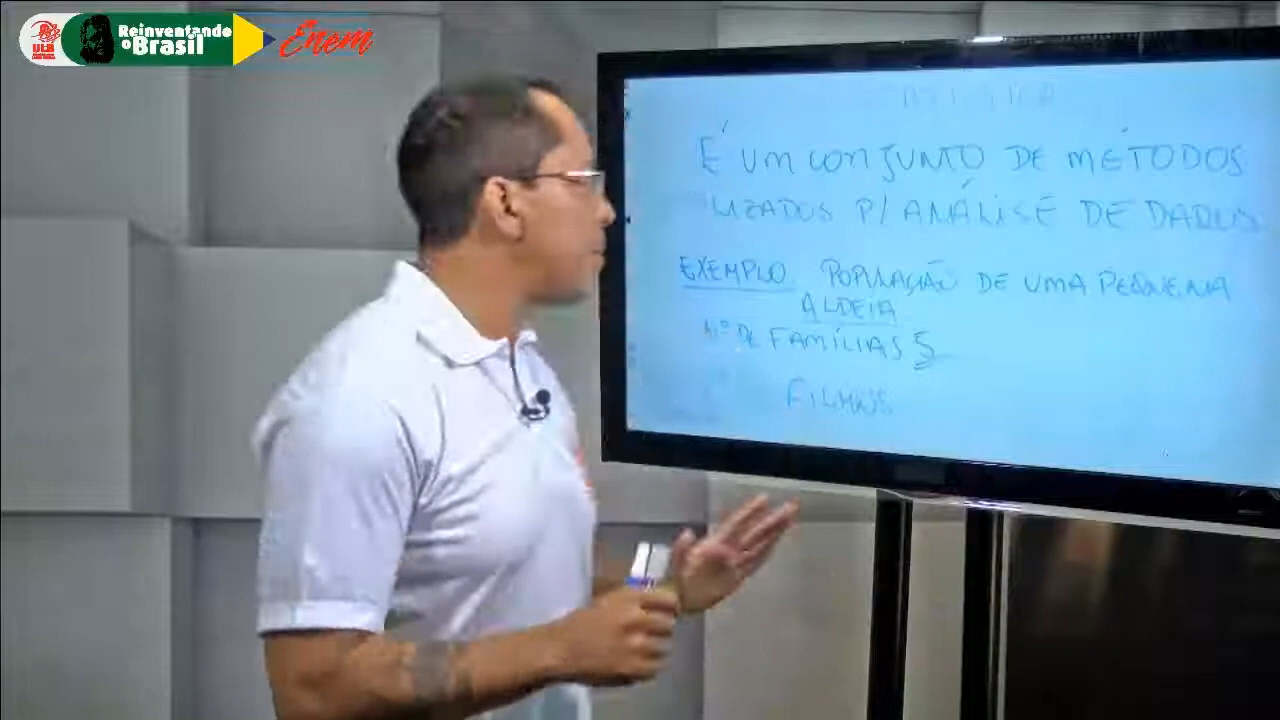 ULB
Reinventando
o Brasil
Enem
É UM CONJUNTO DE MÉTODOS
LIZADOS P/ ANÁLISE DE DADOS
EXEMPLO POPULAÇÃO DE UMA PEQUENA
ALDEIA
Nº DE FAMÍLIAS 5
FILHOS